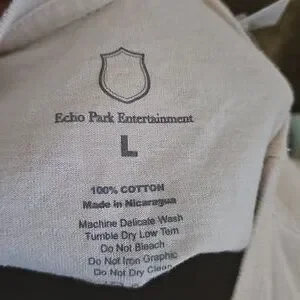 Echo Park Entertainment
L
100% COTTON
Made in Nicaragua
Machine Delicate Wash
Tumble Dry Low Tem
Do Not Bleach
Do Not Iron Graphic
Do Not Dry Clean